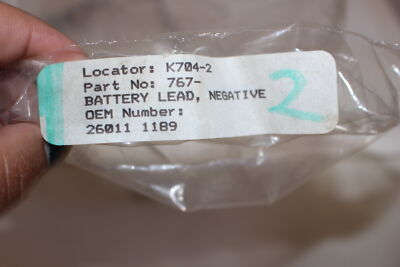 Locator: K704-2
Part No: 767-
BATTERY LEAD, NEGATIVE
OEM Number:
26011 1189
2